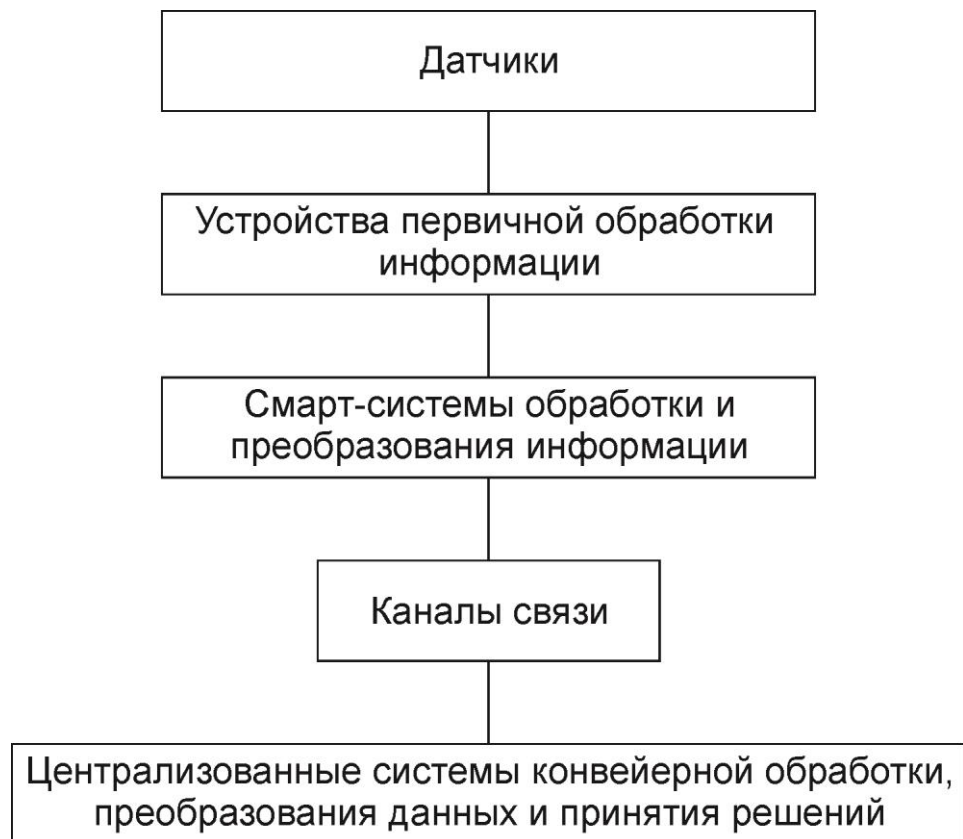 Датчики
Устройства первичной обработки
информации
Смарт-системы обработки и
преобразования информации
Каналы связи
Централизованные системы конвейерной обработки,
преобразования данных и принятия решений